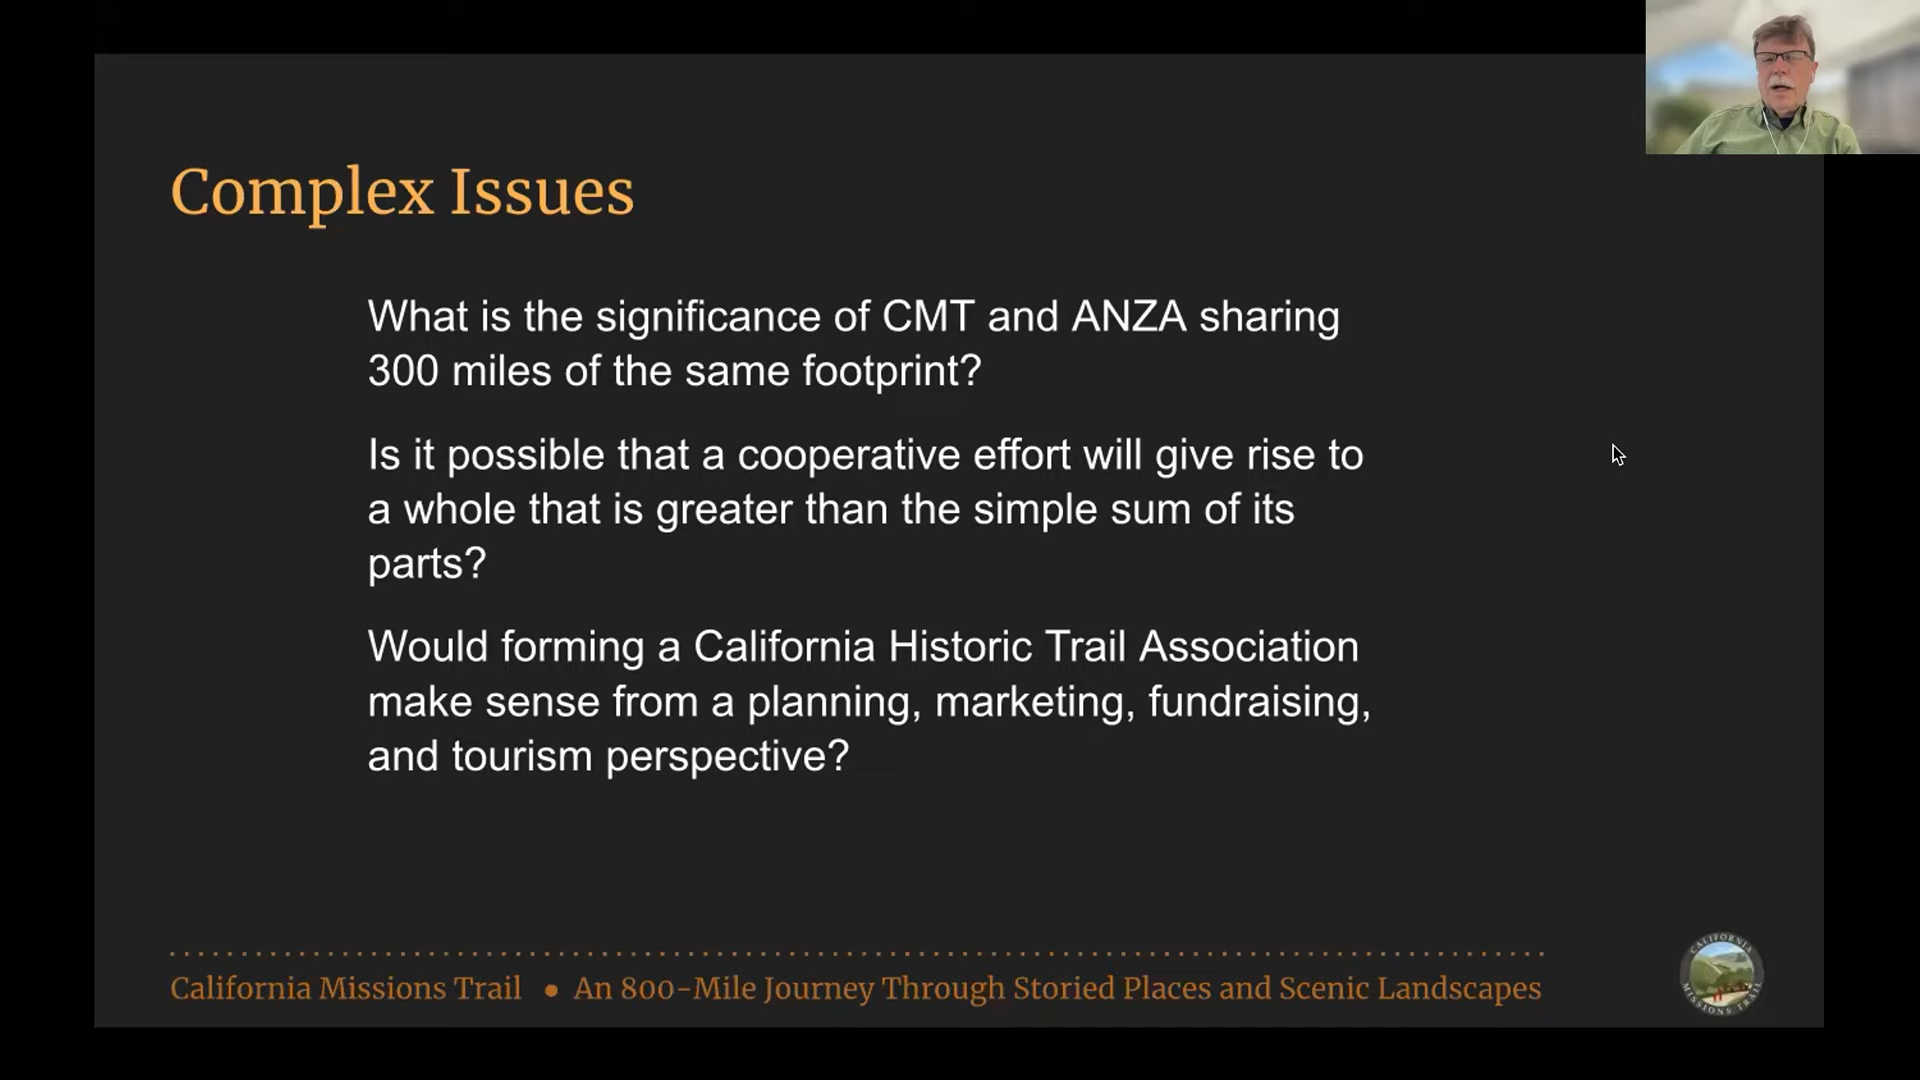 Complex Issues
What is the significance of CMT and ANZA sharing
300 miles of the same footprint?
Is it possible that a cooperative effort will give rise to
a whole that is greater than the simple sum of its
parts?
Would forming a California Historic Trail Association
make sense from a planning, marketing, fundraising,
and tourism perspective?
California Missions Trail ● An 800-Mile Journey Through Storied Places and Scenic Landscapes
CALIFORNIA
MISSIONS TRAIL